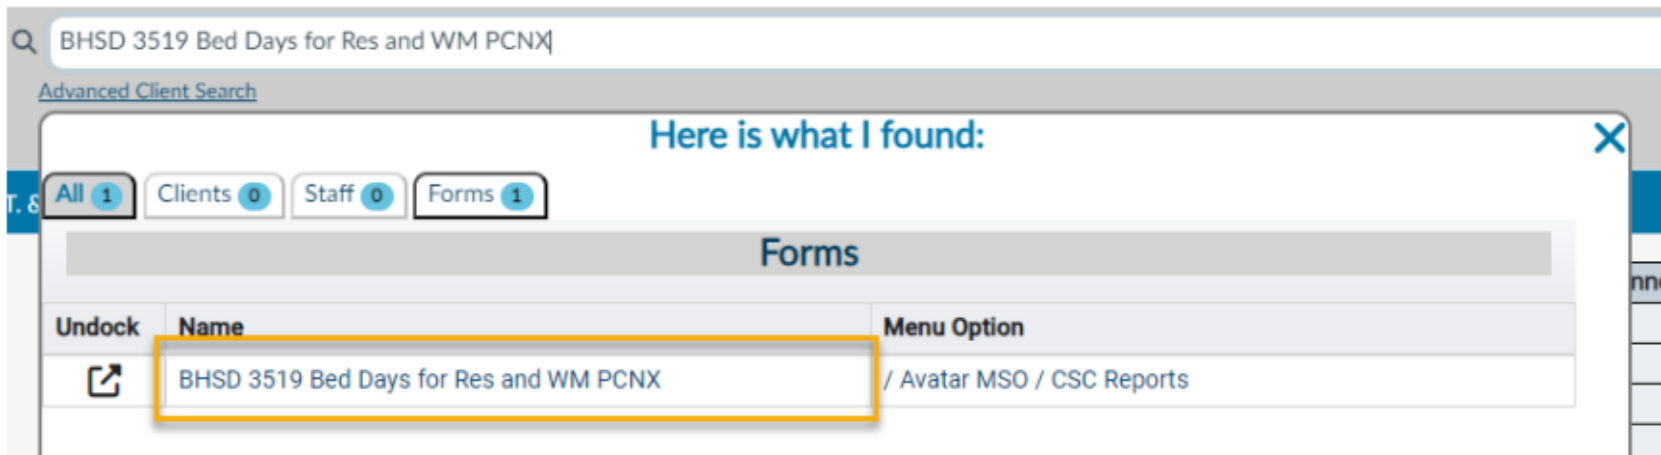 BHSD 3519 Bed Days for Res and WM PCNX
Advanced Client Search
Here is what I found:
T. &
All 1 Clients 0 Staff 0 Forms 1
Forms
nn
Undock Name Menu Option
BHSD 3519 Bed Days for Res and WM PCNX / Avatar MSO / CSC Reports